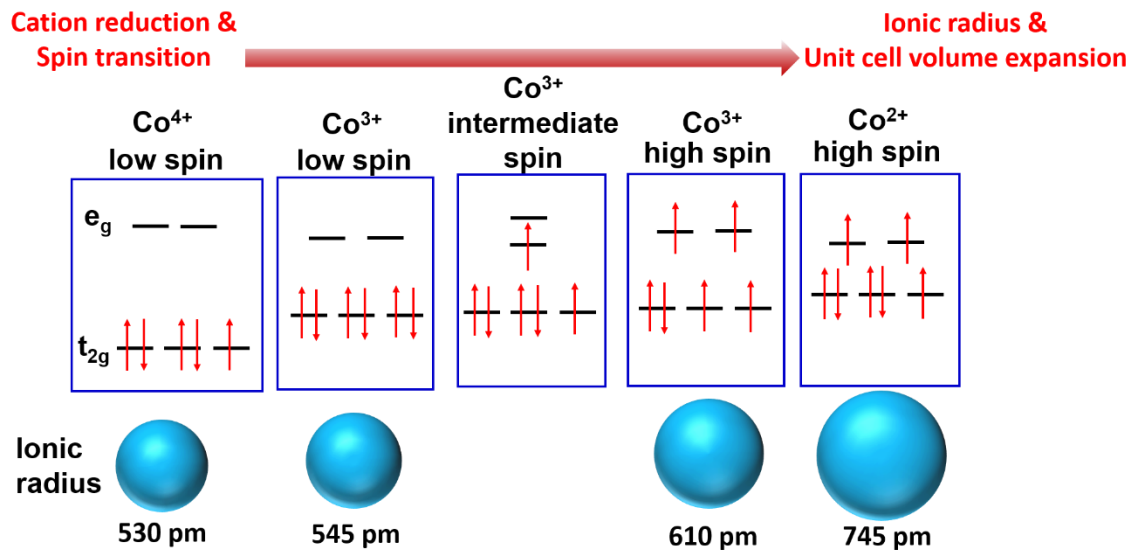 Cation reduction &
Spin transition
Ionic radius &
Unit cell volume expansion
Co⁴⁺
low spin
Co³⁺
low spin
Co³⁺
intermediate
spin
Co³⁺
high spin
Co²⁺
high spin
e₉
t₂g
Ionic
radius
530 pm
545 pm
610 pm
745 pm